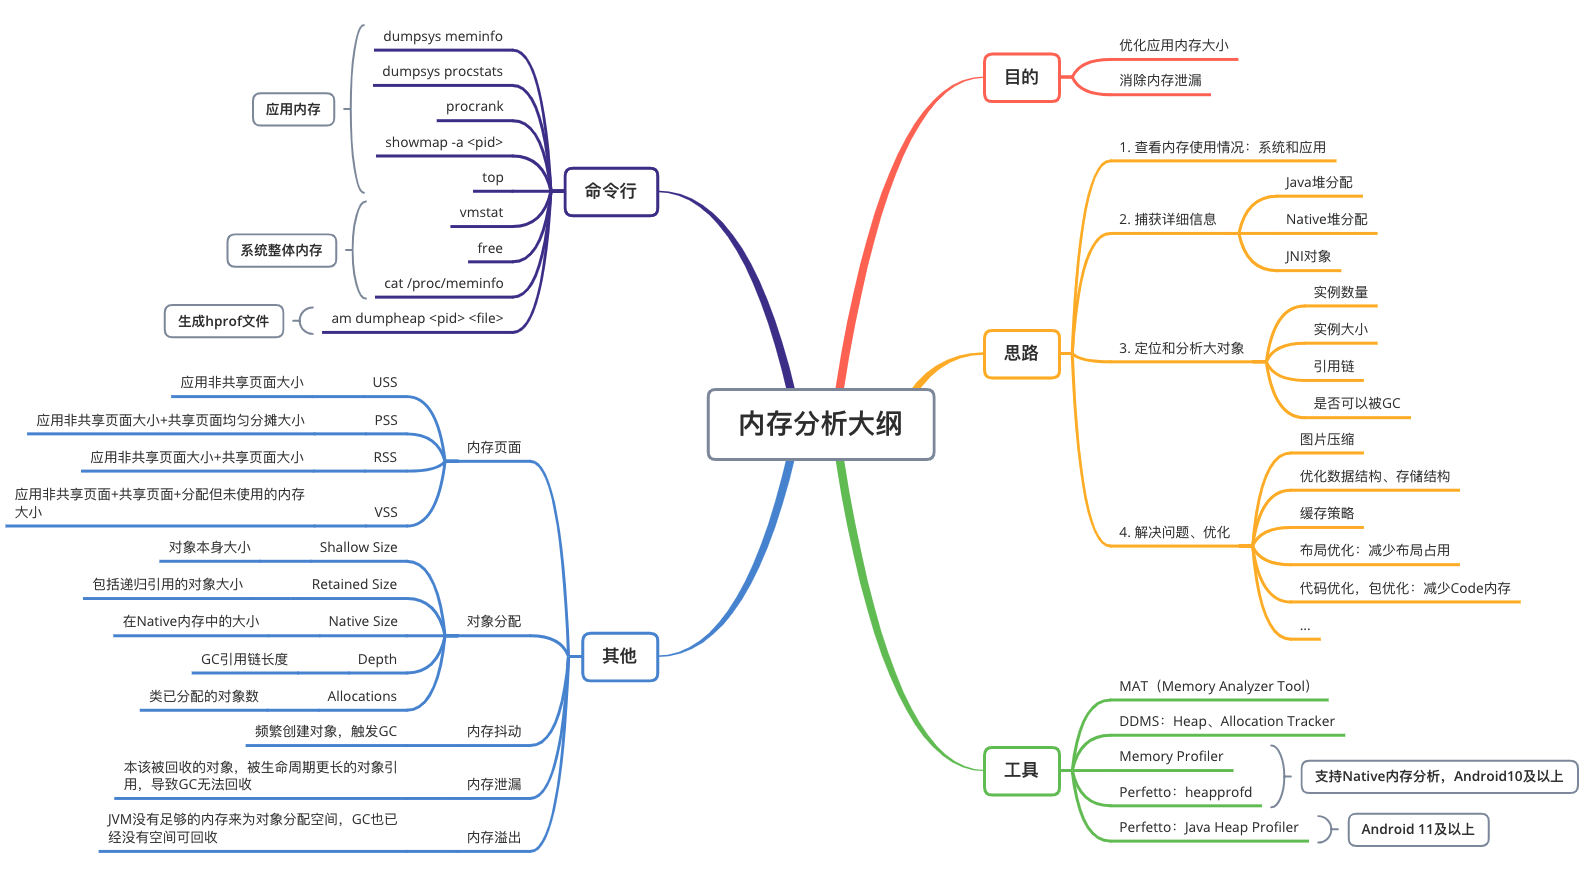 内存分析大纲
目的
优化应用内存大小
消除内存泄漏
思路
1. 查看内存使用情况：系统和应用
2. 捕获详细信息
Java堆分配
Native堆分配
JNI对象
3. 定位和分析大对象
实例数量
实例大小
引用链
是否可以被GC
4. 解决问题、优化
图片压缩
优化数据结构、存储结构
缓存策略
布局优化：减少布局占用
代码优化，包优化：减少Code内存
...
工具
MAT（Memory Analyzer Tool）
DDMS：Heap、Allocation Tracker
Memory Profiler
Perfetto：heapprofd
支持Native内存分析，Android10及以上
Perfetto：Java Heap Profiler
Android 11及以上
命令行
dumpsys meminfo
dumpsys procstats
procrank
showmap -a <pid>
top
应用内存
vmstat
free
cat /proc/meminfo
系统整体内存
am dumpheap <pid> <file>
生成hprof文件
其他
内存页面
USS
应用非共享页面大小
PSS
应用非共享页面大小+共享页面均匀分摊大小
RSS
应用非共享页面大小+共享页面大小
VSS
应用非共享页面+共享页面+分配但未使用的内存
大小
对象分配
Shallow Size
对象本身大小
Retained Size
包括递归引用的对象大小
Native Size
在Native内存中的大小
Depth
GC引用链长度
Allocations
类已分配的对象数
内存抖动
频繁创建对象，触发GC
内存泄漏
本该被回收的对象，被生命周期更长的对象引
用，导致GC无法回收
内存溢出
JVM没有足够的内存来为对象分配空间，GC也已
经没有空间可回收